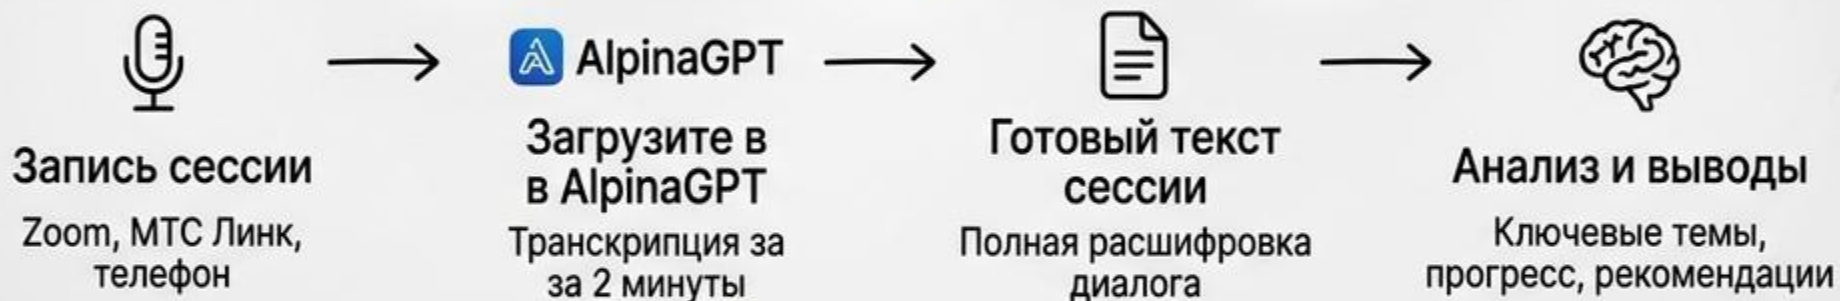 Запись сессии
Zoom, МТС Линк,
телефон
AlpinaGPT
Загрузите в
в AlpinaGPT
Транскрипция за
за 2 минуты
Готовый текст
сессии
Полная расшифровка
диалога
Анализ и выводы
Ключевые темы,
прогресс, рекомендации